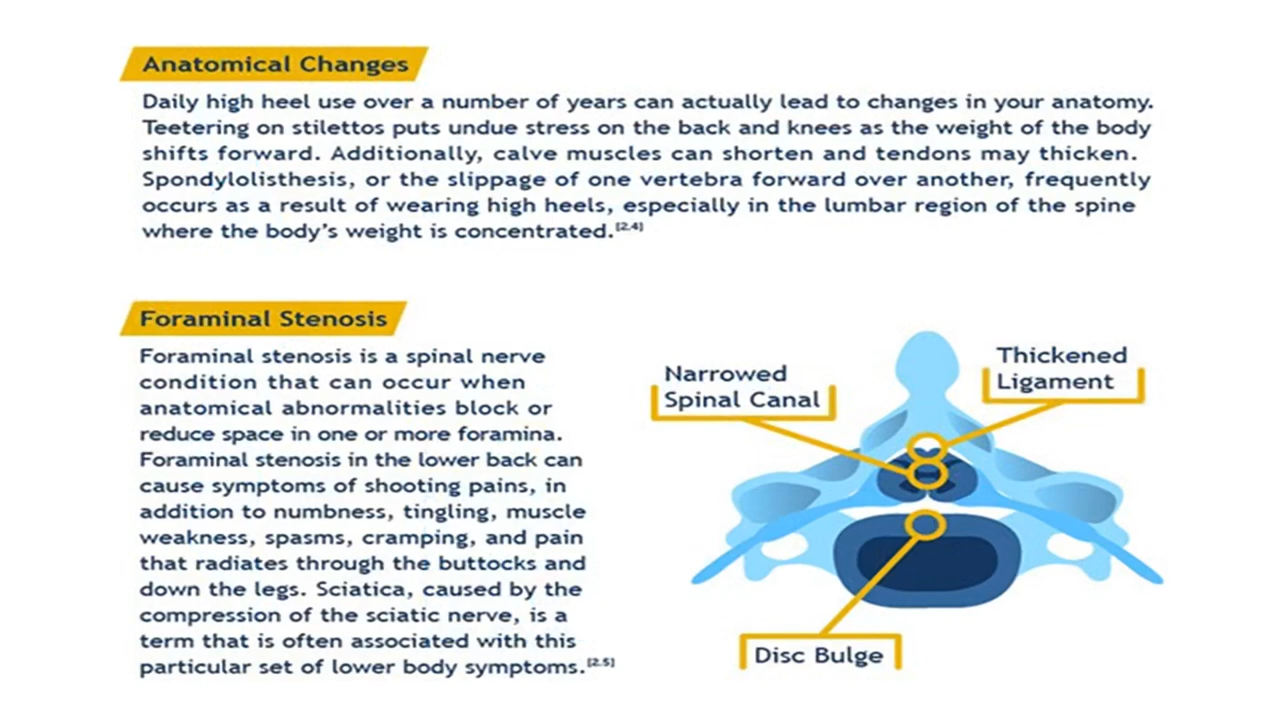 Anatomical Changes
Daily high heel use over a number of years can actually lead to changes in your anatomy.
Teetering on stilettos puts undue stress on the back and knees as the weight of the body
shifts forward. Additionally, calve muscles can shorten and tendons may thicken.
Spondylolisthesis, or the slippage of one vertebra forward over another, frequently
occurs as a result of wearing high heels, especially in the lumbar region of the spine
where the body's weight is concentrated.[2,4]
Foraminal Stenosis
Foraminal stenosis is a spinal nerve
condition that can occur when
anatomical abnormalities block or
reduce space in one or more foramina.
Foraminal stenosis in the lower back can
cause symptoms of shooting pains, in
addition to numbness, tingling, muscle
weakness, spasms, cramping, and pain
that radiates through the buttocks and
down the legs. Sciatica, caused by the
compression of the sciatic nerve, is a
term that is often associated with this
particular set of lower body symptoms.[2,5]
Narrowed
Spinal Canal
Thickened
Ligament
Disc Bulge